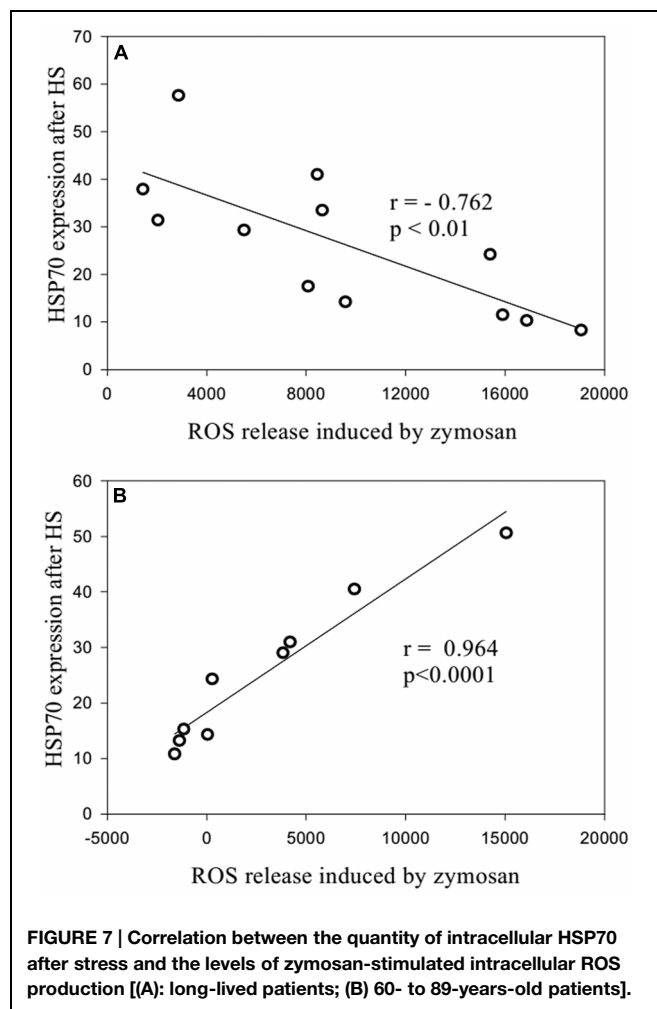 A
70
60
50
40
30
20
10
0
HSP70 expression after HS
r = - 0.762
p < 0.01
0 4000 8000 12000 16000 20000
ROS release induced by zymosan
B
60
50
40
30
20
10
0
HSP70 expression after HS
r = 0.964
p<0.0001
-5000 0 5000 10000 15000 20000
ROS release induced by zymosan
FIGURE 7 | Correlation between the quantity of intracellular HSP70
after stress and the levels of zymosan-stimulated intracellular ROS
production [(A): long-lived patients; (B) 60- to 89-years-old patients].